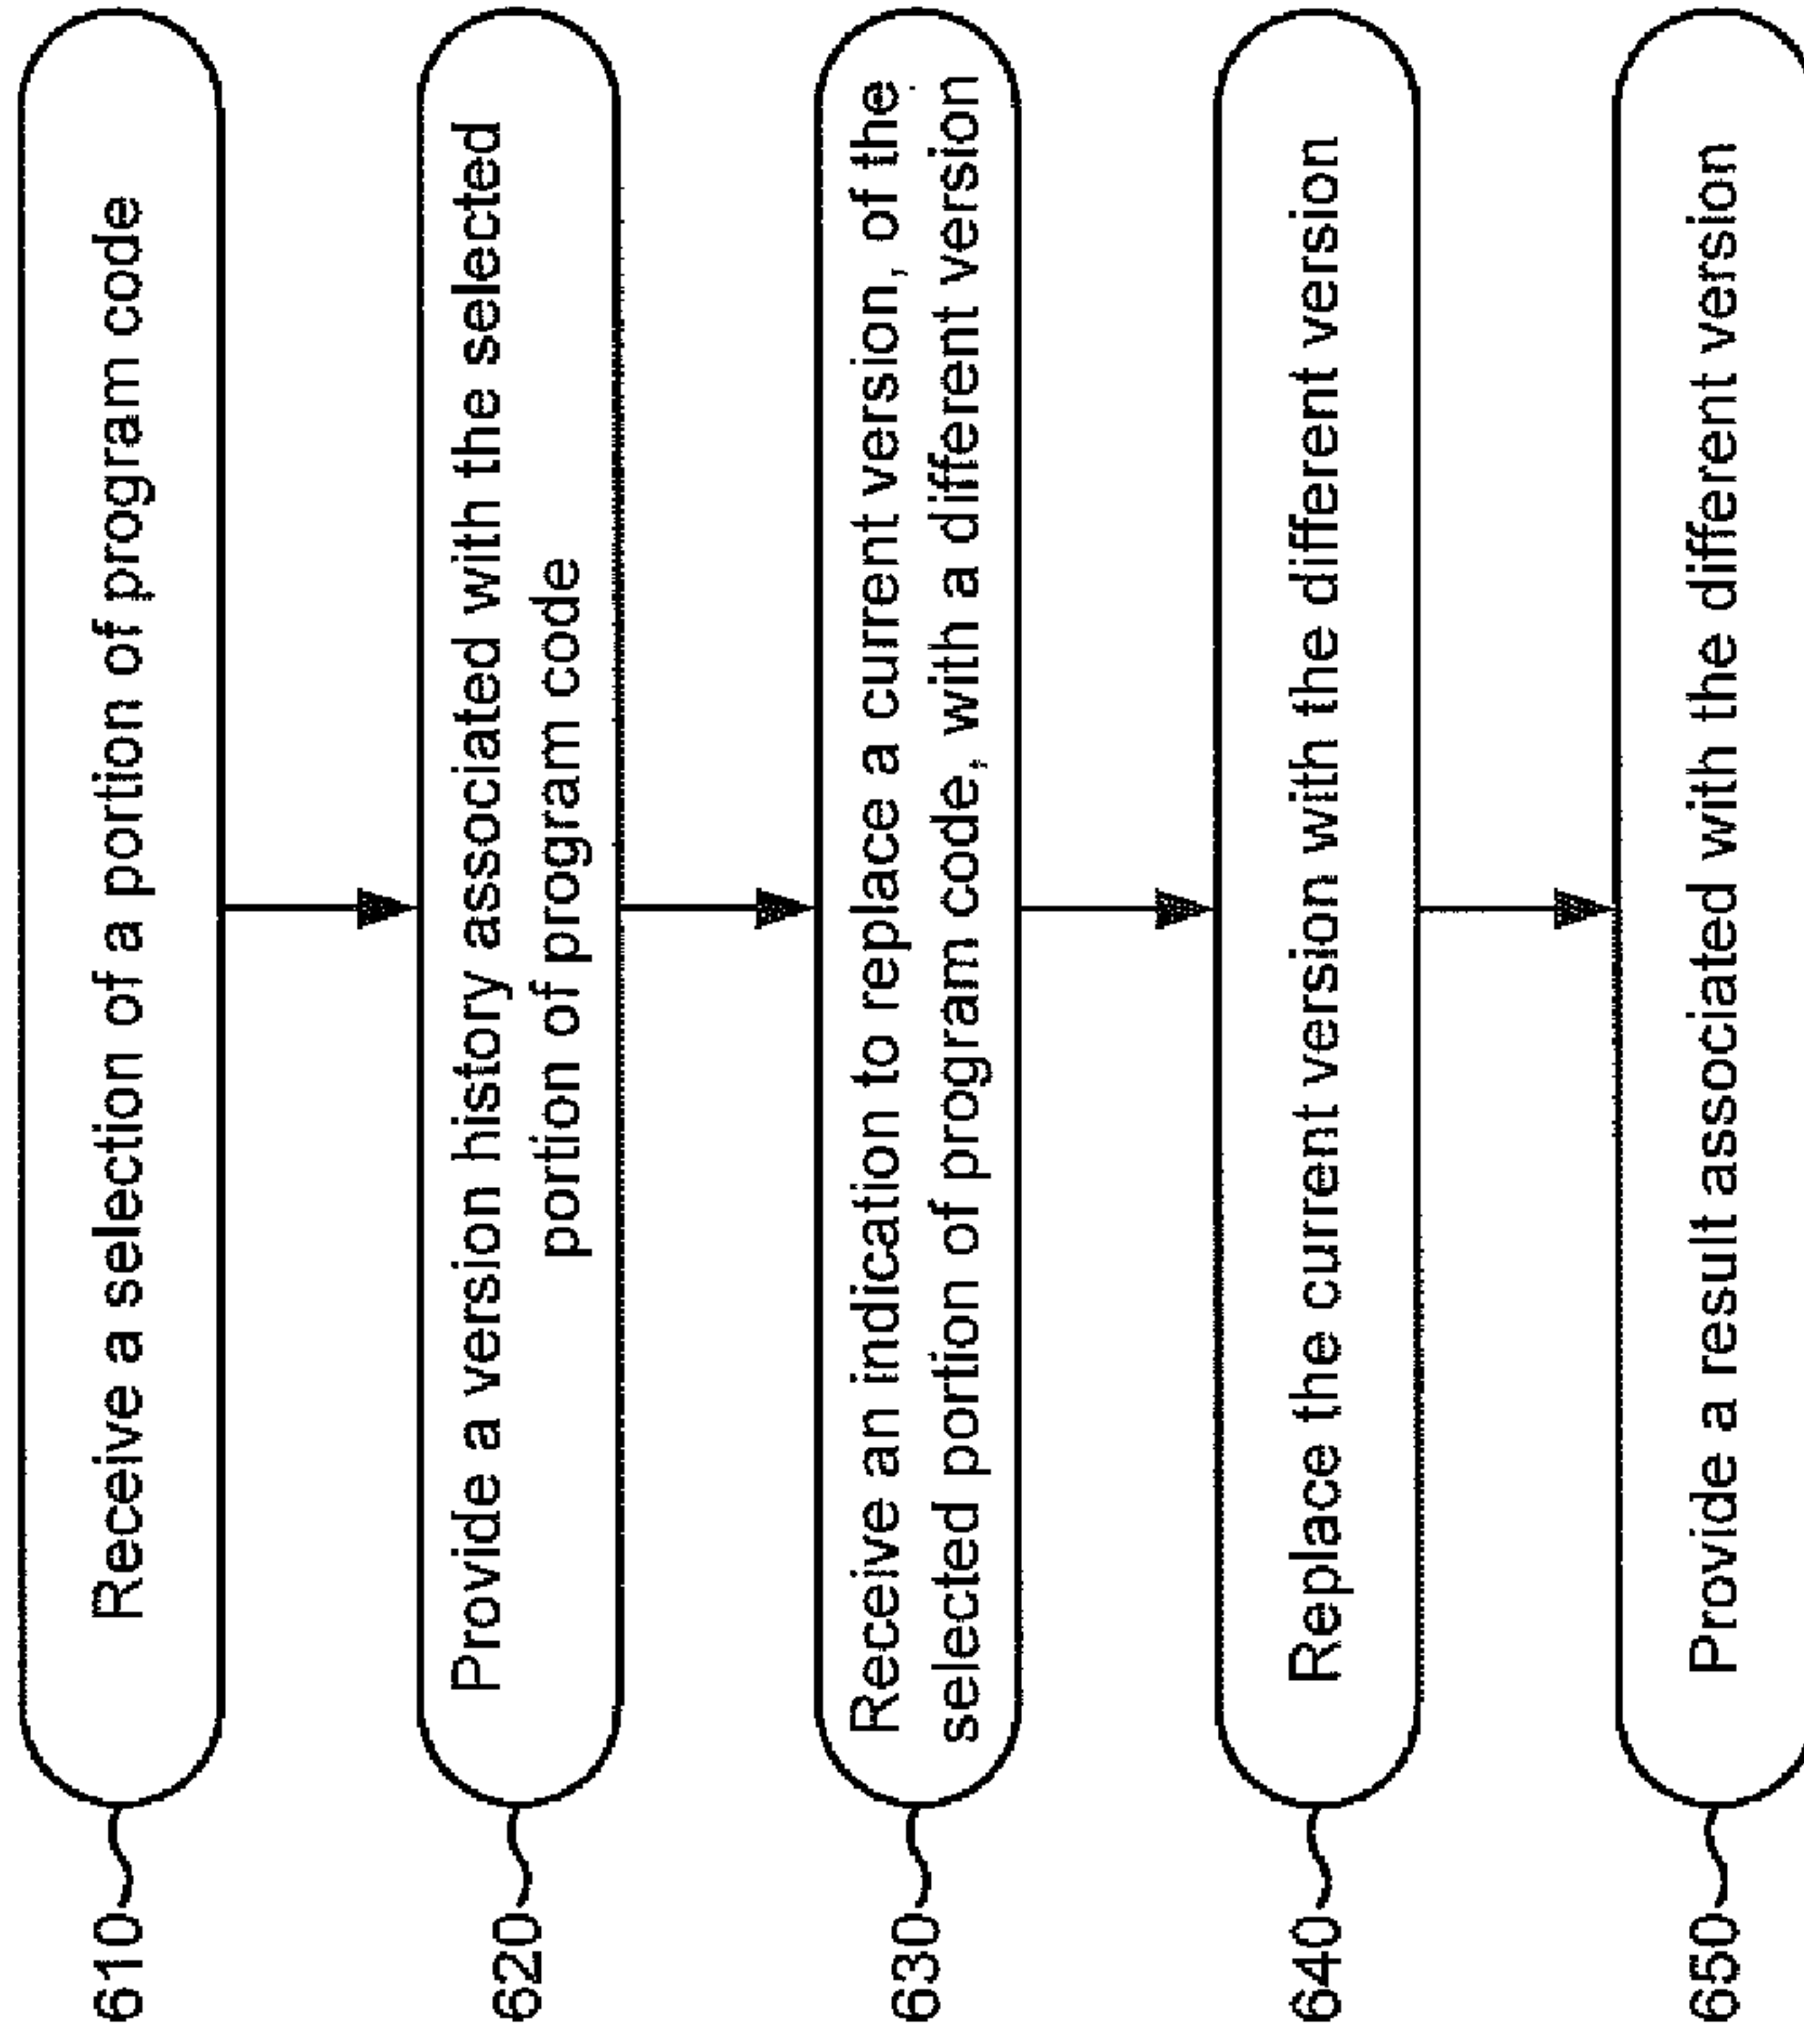 610
Receive a selection of a portion of program code
620
Provide a version history associated with the selected
portion of program code
630
Receive an indication to replace a current version, of the
selected portion of program code, with a different version
640
Replace the current version with the different version
650
Provide a result associated with the different version